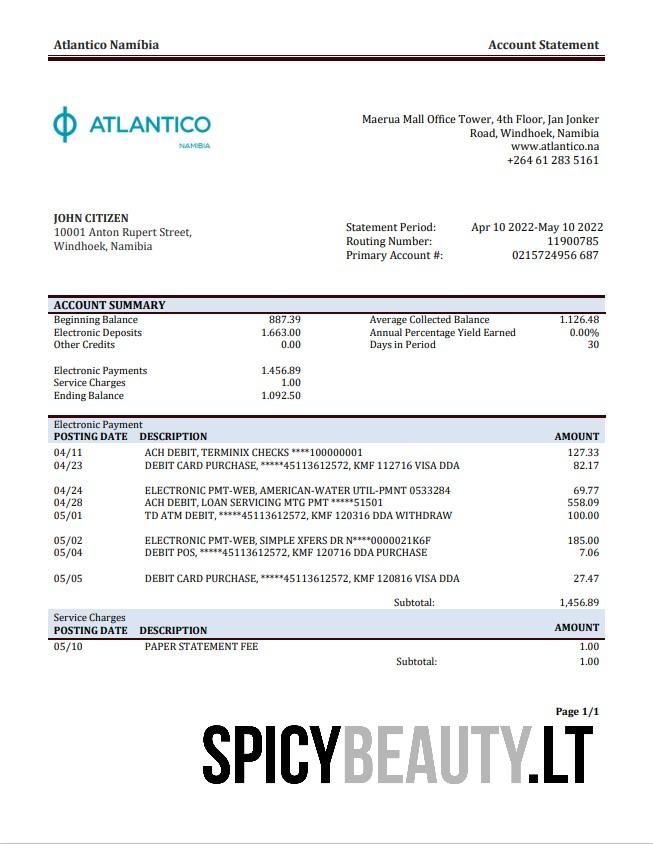 Atlantico Namíbia Account Statement
ATLANTICO
NAMIBIA
Maerua Mall Office Tower, 4th Floor, Jan Jonker
Road, Windhoek, Namibia
www.atlantico.na
+264 61 283 5161
JOHN CITIZEN
10001 Anton Rupert Street,
Windhoek, Namibia
Statement Period: Apr 10 2022-May 10 2022
Routing Number: 11900785
Primary Account #: 0215724956 687
ACCOUNT SUMMARY
Beginning Balance 887.39 Average Collected Balance 1.126.48
Electronic Deposits 1.663.00 Annual Percentage Yield Earned 0.00%
Other Credits 0.00 Days in Period 30
Electronic Payments 1.456.89
Service Charges 1.00
Ending Balance 1.092.50
Electronic Payment
POSTING DATE DESCRIPTION AMOUNT
04/11 ACH DEBIT, TERMINIX CHECKS ****100000001 127.33
04/23 DEBIT CARD PURCHASE, *****45113612572, KMF 112716 VISA DDA 82.17
04/24 ELECTRONIC PMT-WEB, AMERICAN-WATER UTIL-PMNT 0533284 69.77
04/28 ACH DEBIT, LOAN SERVICING MTG PMT *****51501 558.09
05/01 TD ATM DEBIT, *****45113612572, KMF 120316 DDA WITHDRAW 100.00
05/02 ELECTRONIC PMT-WEB, SIMPLE XFERS DR N****0000021K6F 185.00
05/04 DEBIT POS, *****45113612572, KMF 120716 DDA PURCHASE 7.06
05/05 DEBIT CARD PURCHASE, *****45113612572, KMF 120816 VISA DDA 27.47
Subtotal: 1,456.89
Service Charges
POSTING DATE DESCRIPTION AMOUNT
05/10 PAPER STATEMENT FEE 1.00
Subtotal: 1.00
Page 1/1
SPICYBEAUTY.LT